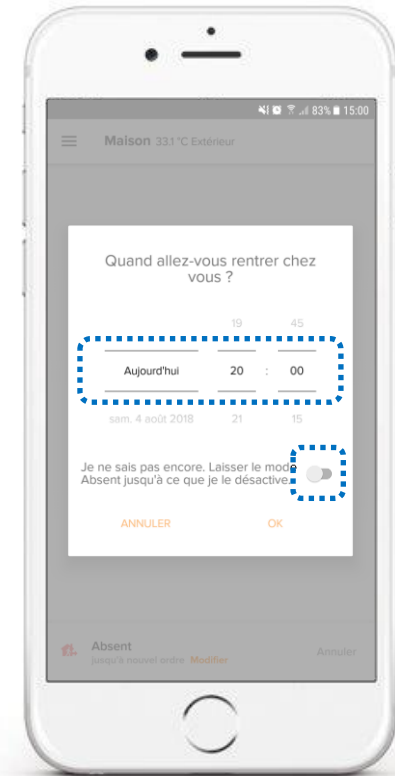 83% 15:00
Maison 33.1 °C Extérieur
Quand allez-vous rentrer chez
vous ?
19 45
Aujourd'hui 20 : 00
sam. 4 août 2018 21 15
Je ne sais pas encore. Laisser le mode
Absent jusqu'à ce que je le désactive.
ANNULER OK
Absent
jusqu'à nouvel ordre Modifier
Annuler